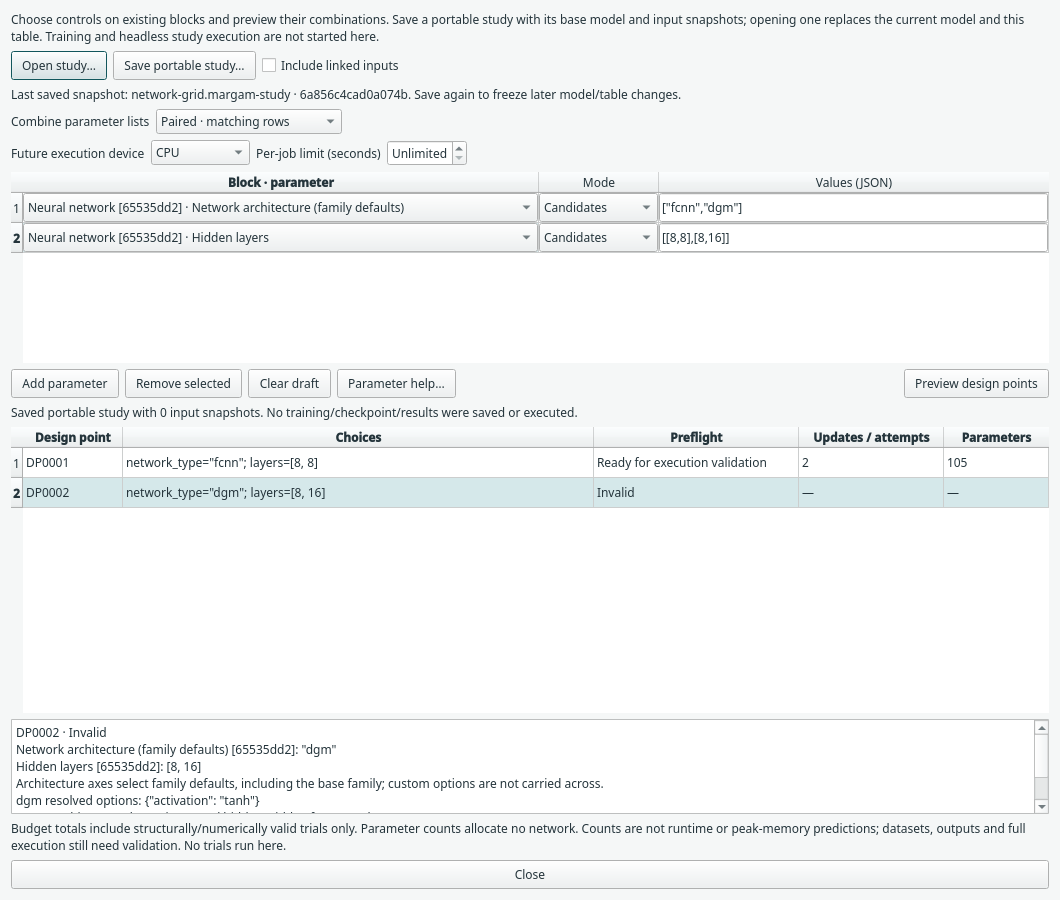 Choose controls on existing blocks and preview their combinations. Save a portable study with its base model and input snapshots; opening one replaces the current model and this
table. Training and headless study execution are not started here.
Open study... Save portable study... Include linked inputs
Last saved snapshot: network-grid.margam-study · 6a856c4cad0a074b. Save again to freeze later model/table changes.
Combine parameter lists Paired · matching rows
Future execution device CPU Per-job limit (seconds) Unlimited
Block · parameter Mode Values (JSON)
1 Neural network [65535dd2] · Network architecture (family defaults) Candidates ["fcnn","dgm"]
2 Neural network [65535dd2] · Hidden layers Candidates [[8,8],[8,16]]
Add parameter Remove selected Clear draft Parameter help... Preview design points
Saved portable study with 0 input snapshots. No training/checkpoint/results were saved or executed.
Design point Choices Preflight Updates / attempts Parameters
1 DP0001 network_type="fcnn"; layers=[8, 8] Ready for execution validation 2 105
2 DP0002 network_type="dgm"; layers=[8, 16] Invalid — —
DP0002 · Invalid
Network architecture (family defaults) [65535dd2]: "dgm"
Hidden layers [65535dd2]: [8, 16]
Architecture axes select family defaults, including the base family; custom options are not carried across.
dgm resolved options: {"activation": "tanh"}
Budget totals include structurally/numerically valid trials only. Parameter counts allocate no network. Counts are not runtime or peak-memory predictions; datasets, outputs and full
execution still need validation. No trials run here.
Close